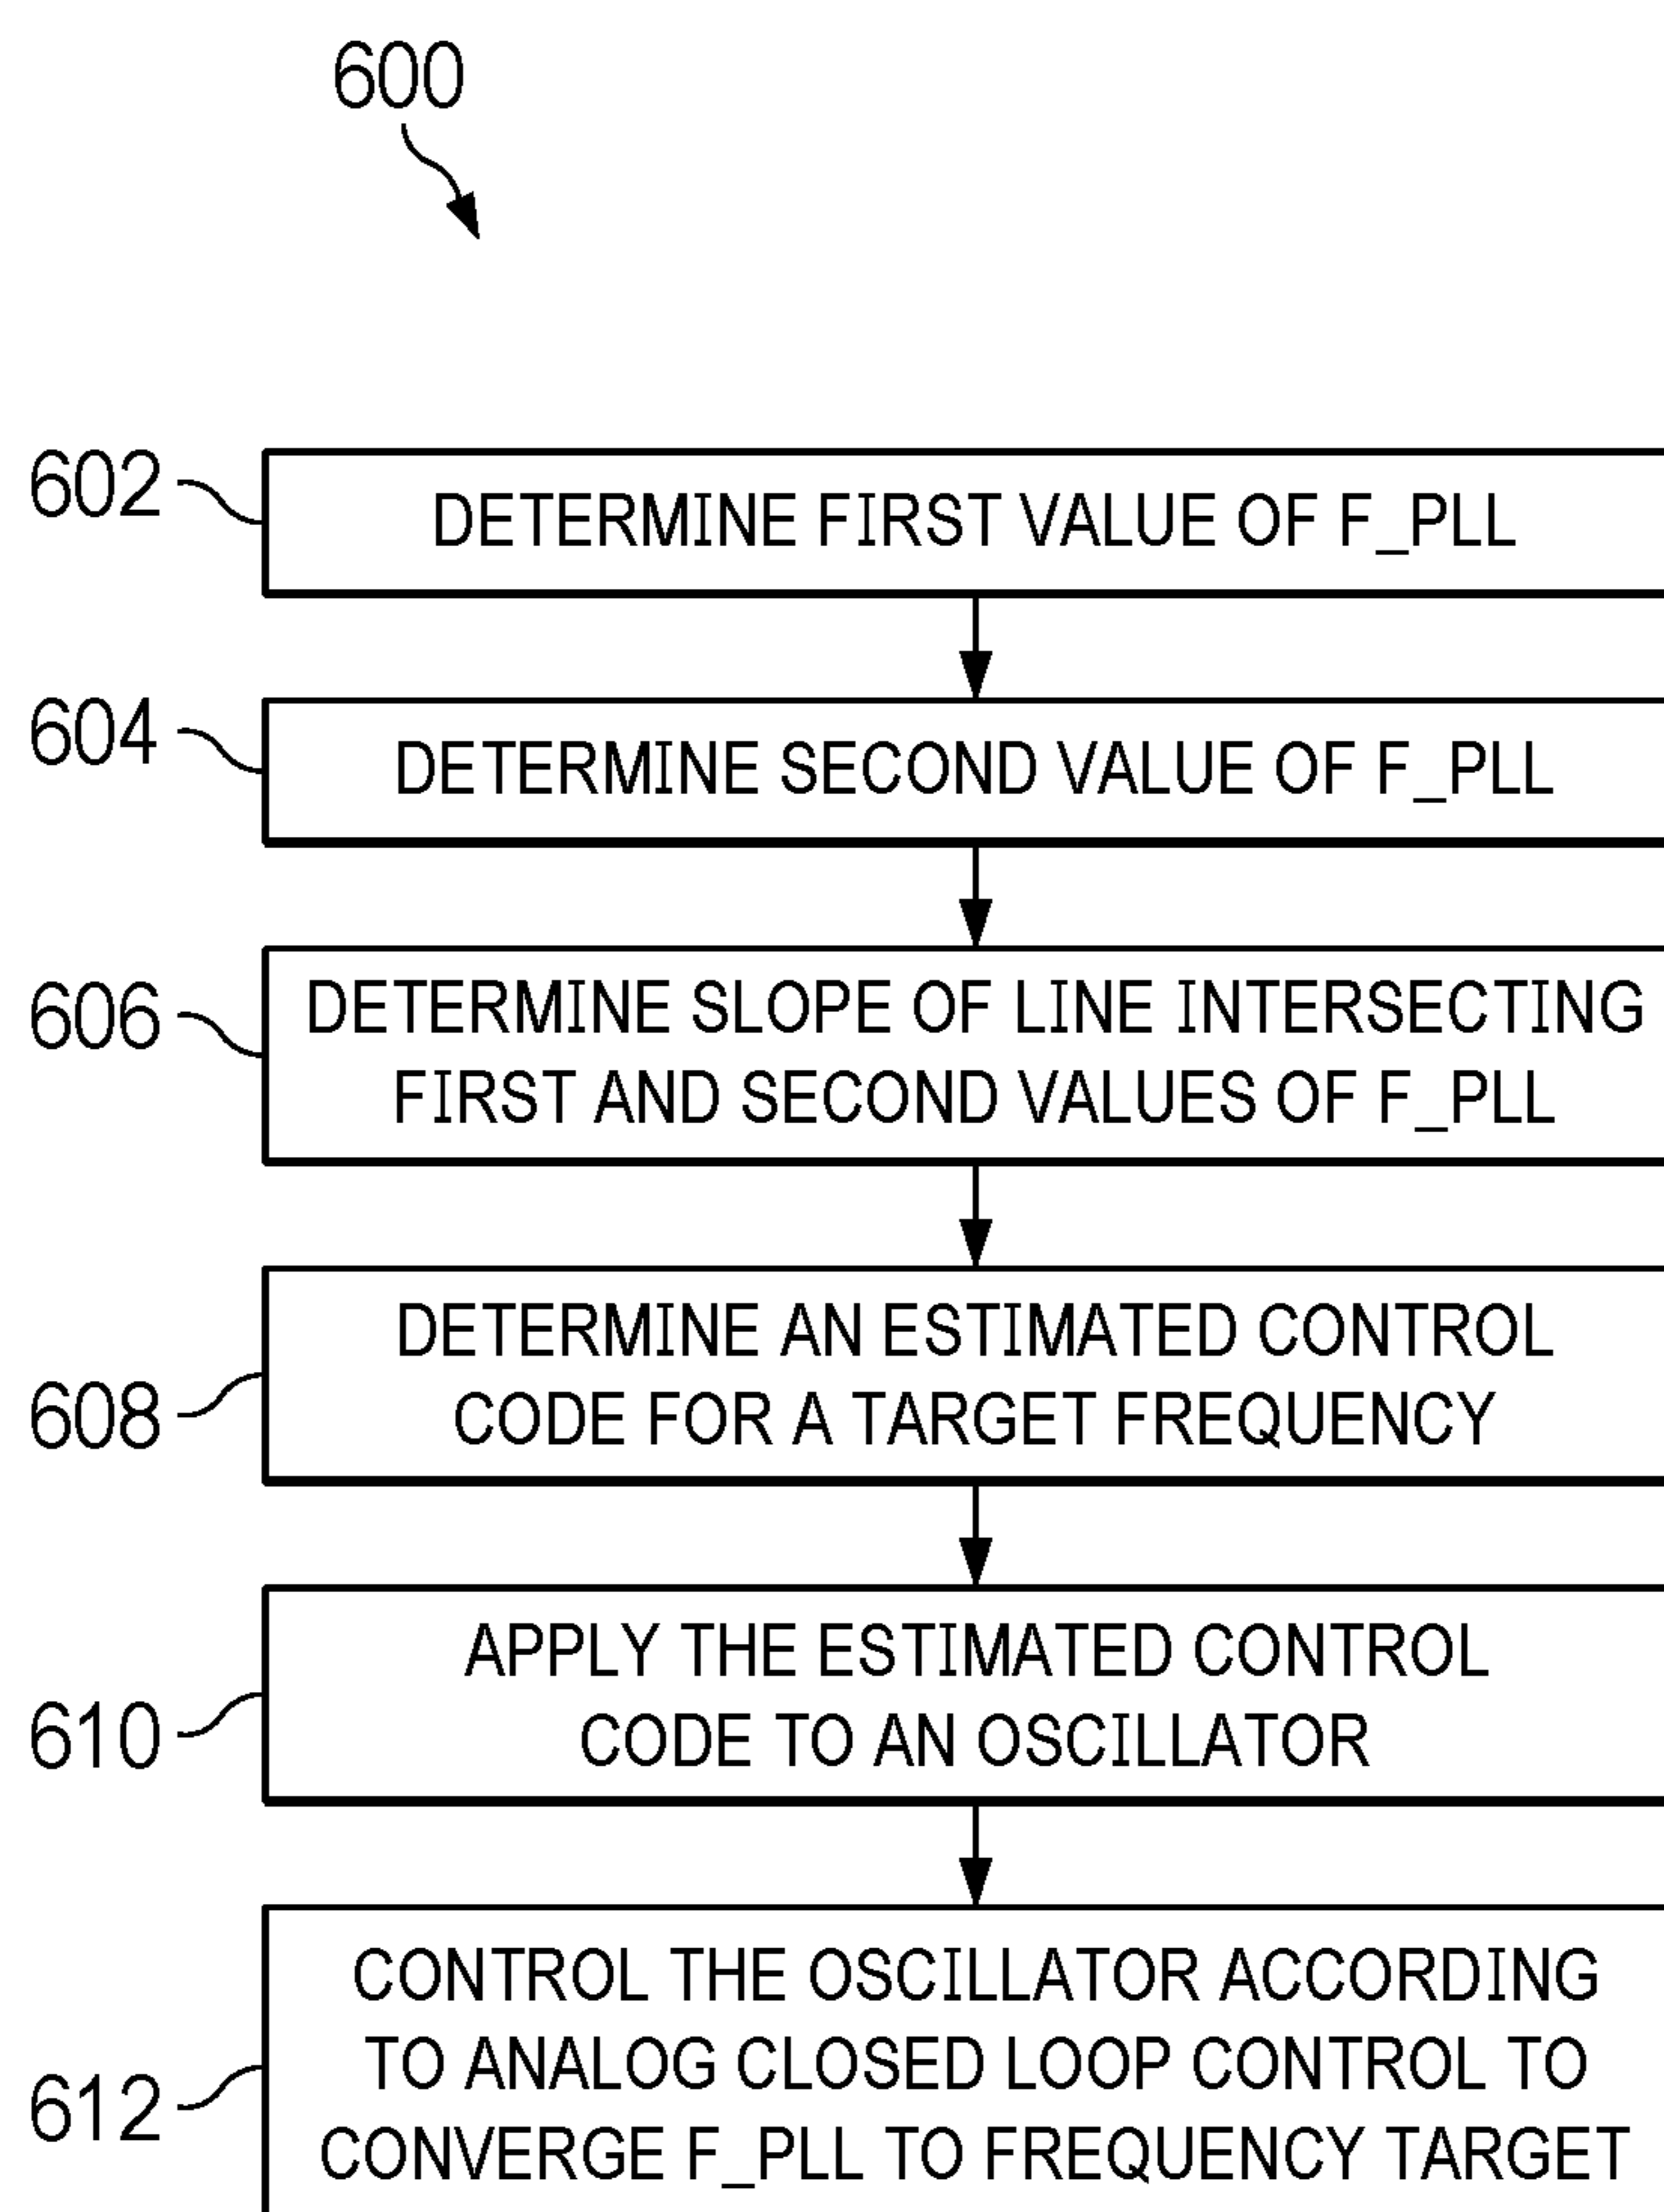 600
602
DETERMINE FIRST VALUE OF F_PLL
604
DETERMINE SECOND VALUE OF F_PLL
606
DETERMINE SLOPE OF LINE INTERSECTING
FIRST AND SECOND VALUES OF F_PLL
608
DETERMINE AN ESTIMATED CONTROL
CODE FOR A TARGET FREQUENCY
610
APPLY THE ESTIMATED CONTROL
CODE TO AN OSCILLATOR
612
CONTROL THE OSCILLATOR ACCORDING
TO ANALOG CLOSED LOOP CONTROL TO
CONVERGE F_PLL TO FREQUENCY TARGET